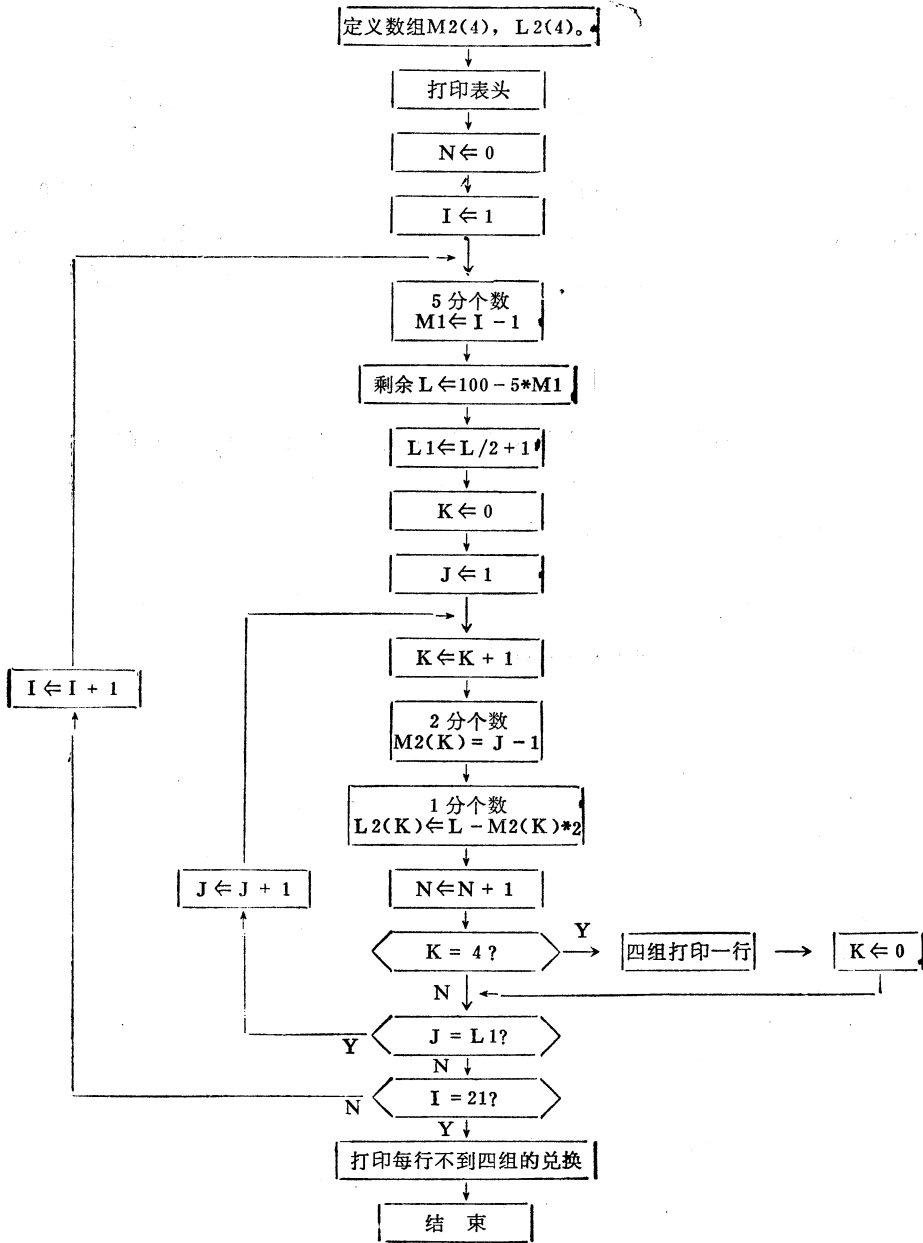 定义数组M2(4), L2(4)。
打印表头
N⇐0
I⇐1
5分个数
M1⇐I-1
剩余L⇐100-5*M1
L1⇐L/2+1
K⇐0
J⇐1
K⇐K+1
I⇐I+1
2分个数
M2(K)=J-1
1分个数
L2(K)⇐L-M2(K)*2
J⇐J+1
N⇐N+1
K=4?
Y
四组打印一行
K⇐0
N
J=L1?
Y
N
I=21?
N
Y
打印每行不到四组的兑换
结 束